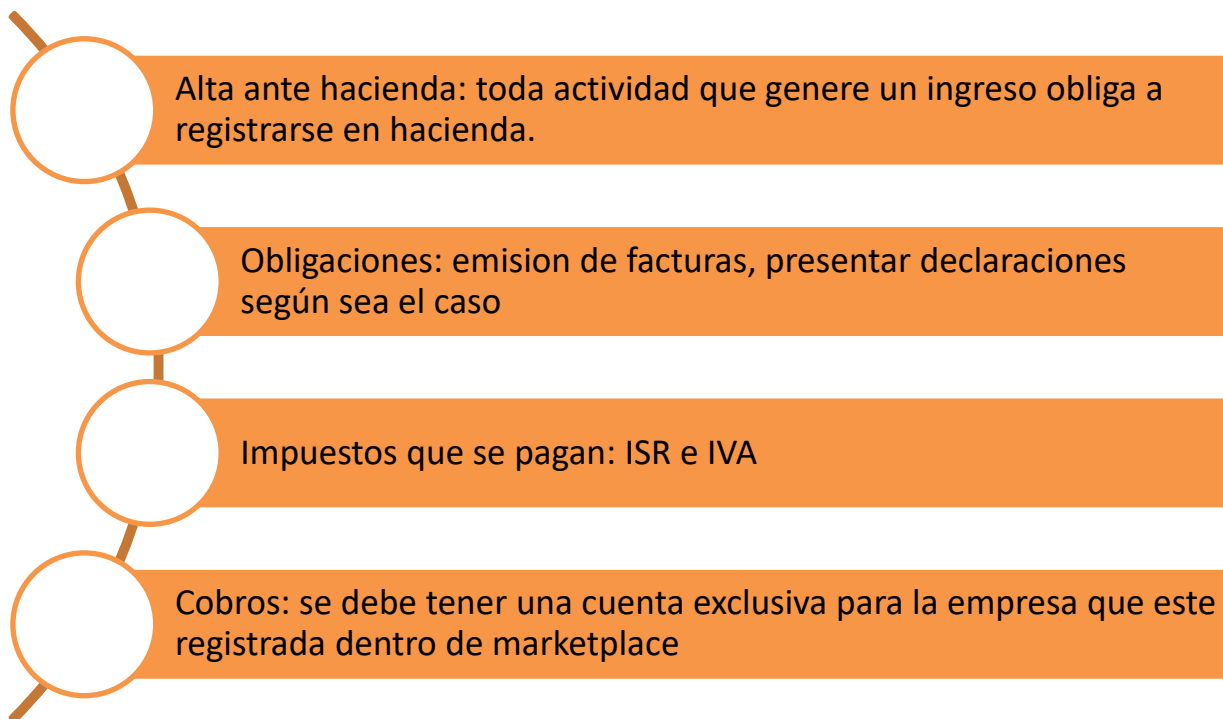 Alta ante hacienda: toda actividad que genere un ingreso obliga a
registrarse en hacienda.
Obligaciones: emision de facturas, presentar declaraciones
según sea el caso
Impuestos que se pagan: ISR e IVA
Cobros: se debe tener una cuenta exclusiva para la empresa que este
registrada dentro de marketplace